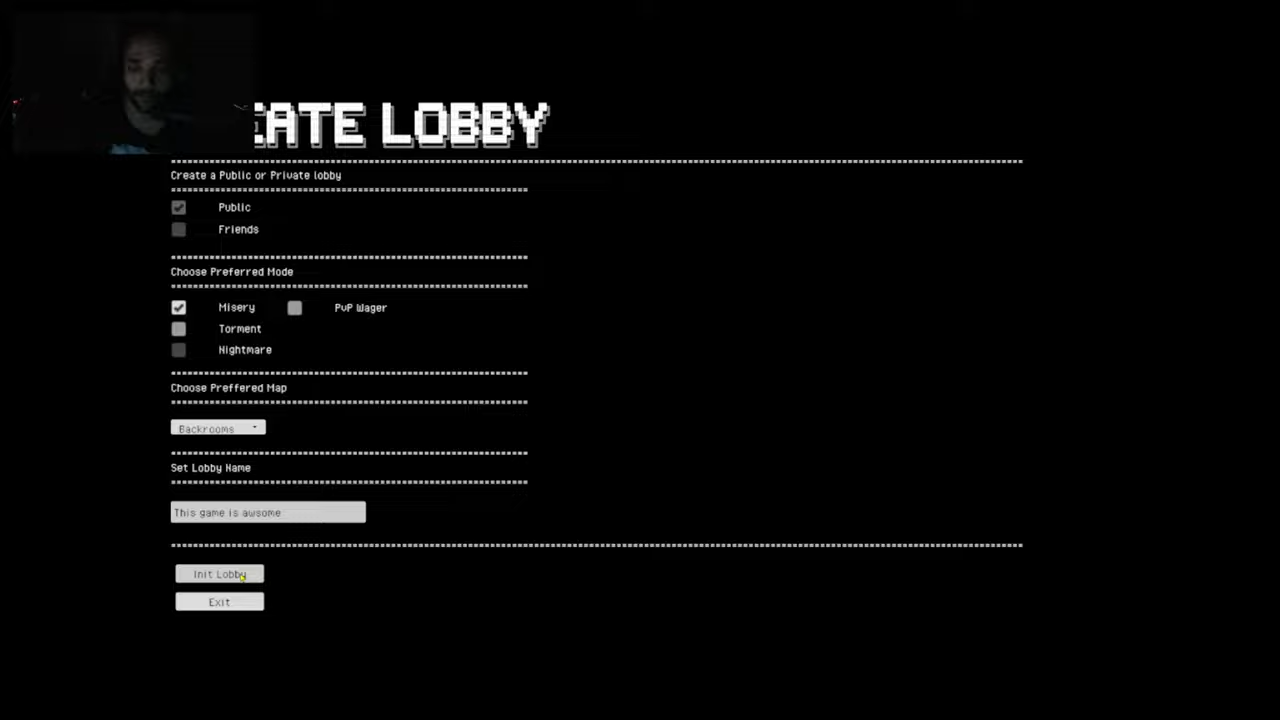 EATE LOBBY
Create a Public or Private lobby
Public
Friends
Choose Preferred Mode
Misery PvP Wager
Torment
Nightmare
Choose Preffered Map
Backrooms
Set Lobby Name
This game is awsome
Init Lobby
Exit